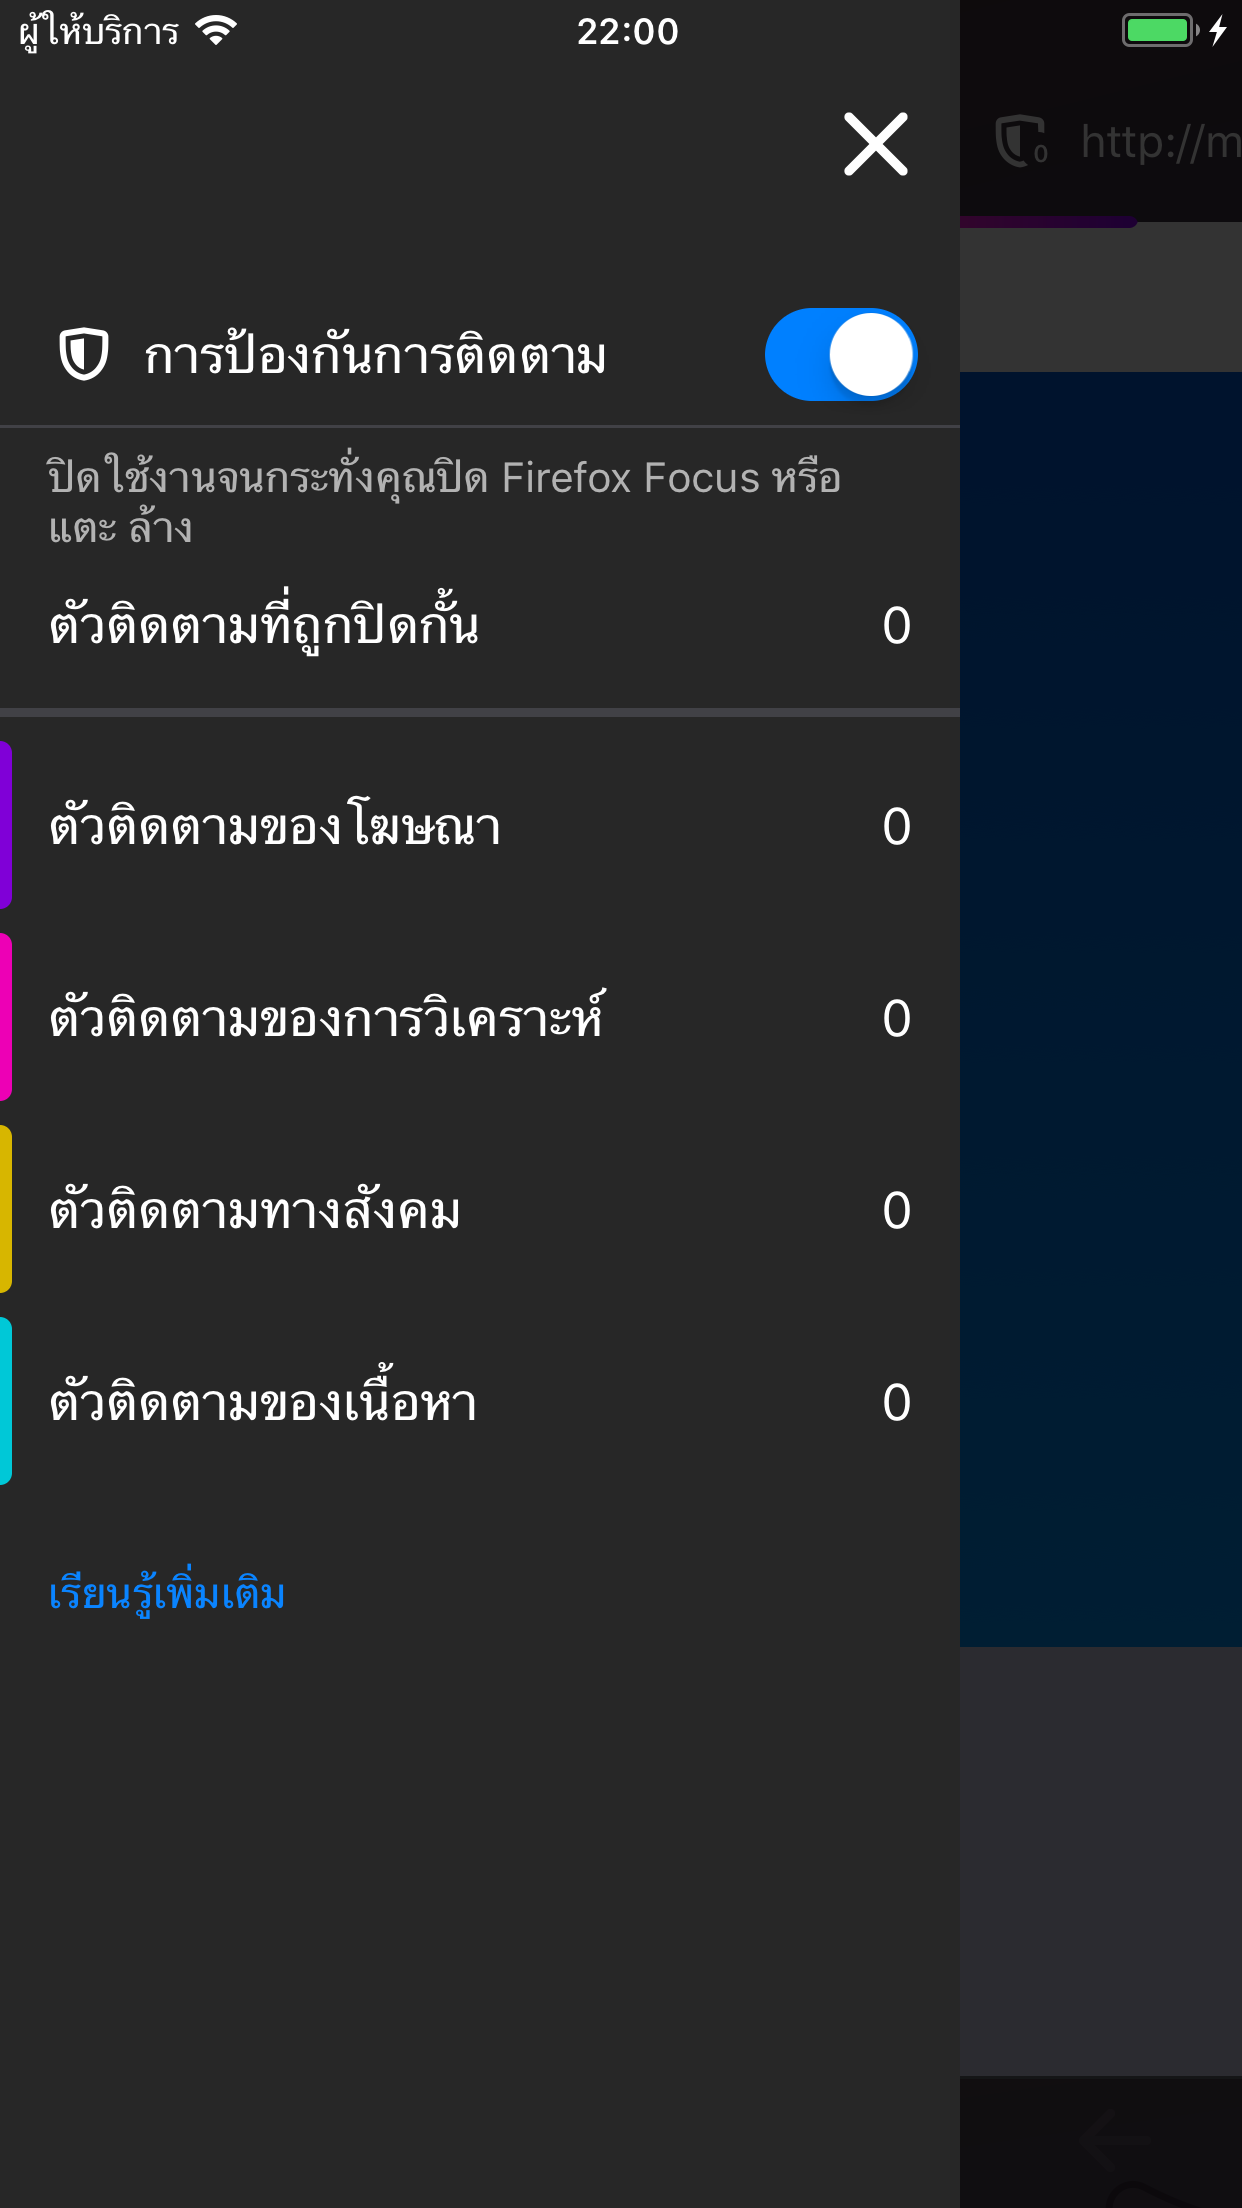 ผู้ให้บริการ 22:00
0 http://m
การป้องกันการติดตาม
ปิดใช้งานจนกระทั่งคุณปิด Firefox Focus หรือ
แตะ ล้าง
ตัวติดตามที่ถูกปิดกั้น 0
ตัวติดตามของโฆษณา 0
ตัวติดตามของการวิเคราะห์ 0
ตัวติดตามทางสังคม 0
ตัวติดตามของเนื้อหา 0
เรียนรู้เพิ่มเติม